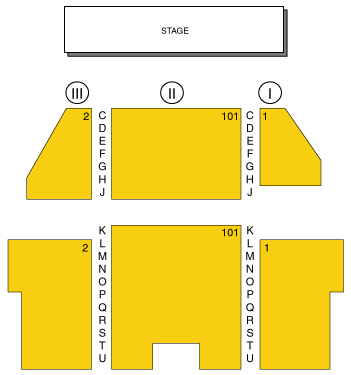 STAGE
III II I
2 C 101 C 1
D D
E E
F F
G G
H H
J J
K 101 K
2 L L 1
M M
N N
O O
P P
Q Q
R R
S S
T T
U U